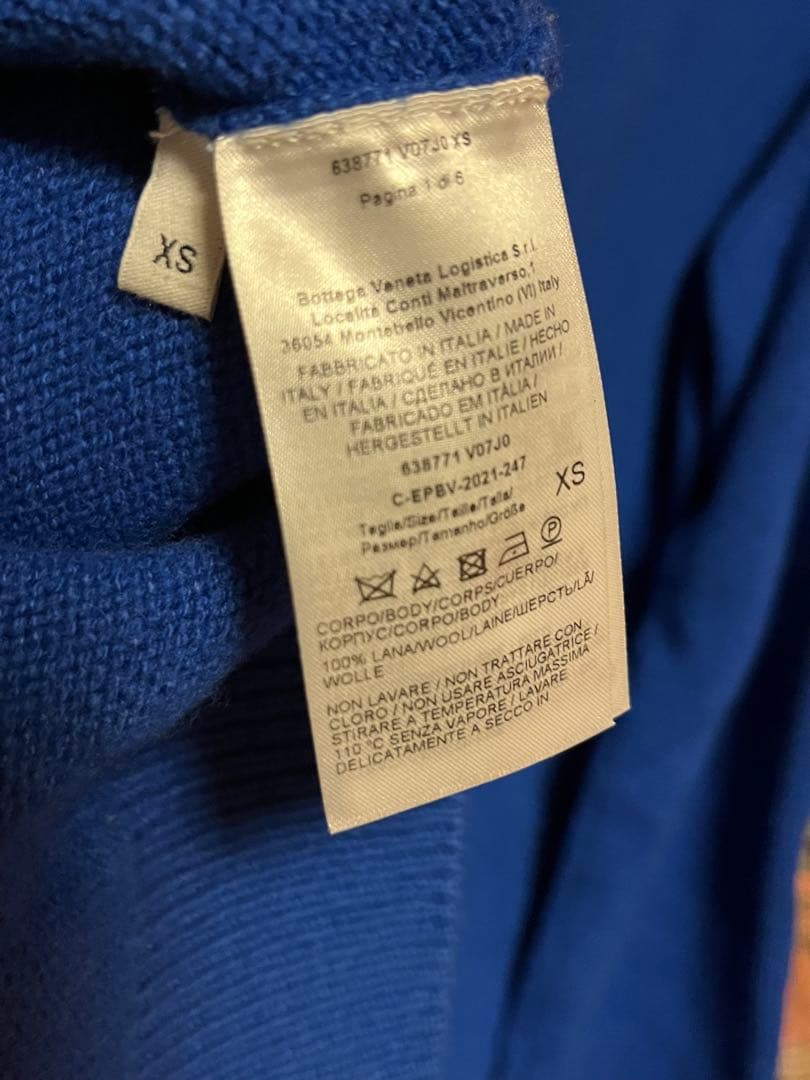 XS
638771 V07J0 XS
Pagina 1 di 6
Bottega Veneta Logistica S.r.l.
Località Conti Maltraverso,1
36054 Montebello Vicentino (VI) Italy
FABBRICATO IN ITALIA / MADE IN
ITALY / FABRIQUÉ EN ITALIE / HECHO
EN ITALIA / СДЕЛАНО В ИТАЛИИ /
FABRICADO EM ITÁLIA /
HERGESTELLT IN ITALIEN
638771 V07J0
C-EPBV-2021-247
Taglia/Size/Taille/Talla/
Размер/Tamanho/Größe
XS
CORPO/BODY/CORPS/CUERPO/
КОРПУС/CORPO/BODY
100% LANA/WOOL/LAINE/ШЕРСТЬ/LÃ/
WOLLE
NON LAVARE / NON TRATTARE CON
CLORO / NON USARE ASCIUGATRICE /
STIRARE A TEMPERATURA MASSIMA
110 °C SENZA VAPORE / LAVARE
DELICATAMENTE A SECCO IN